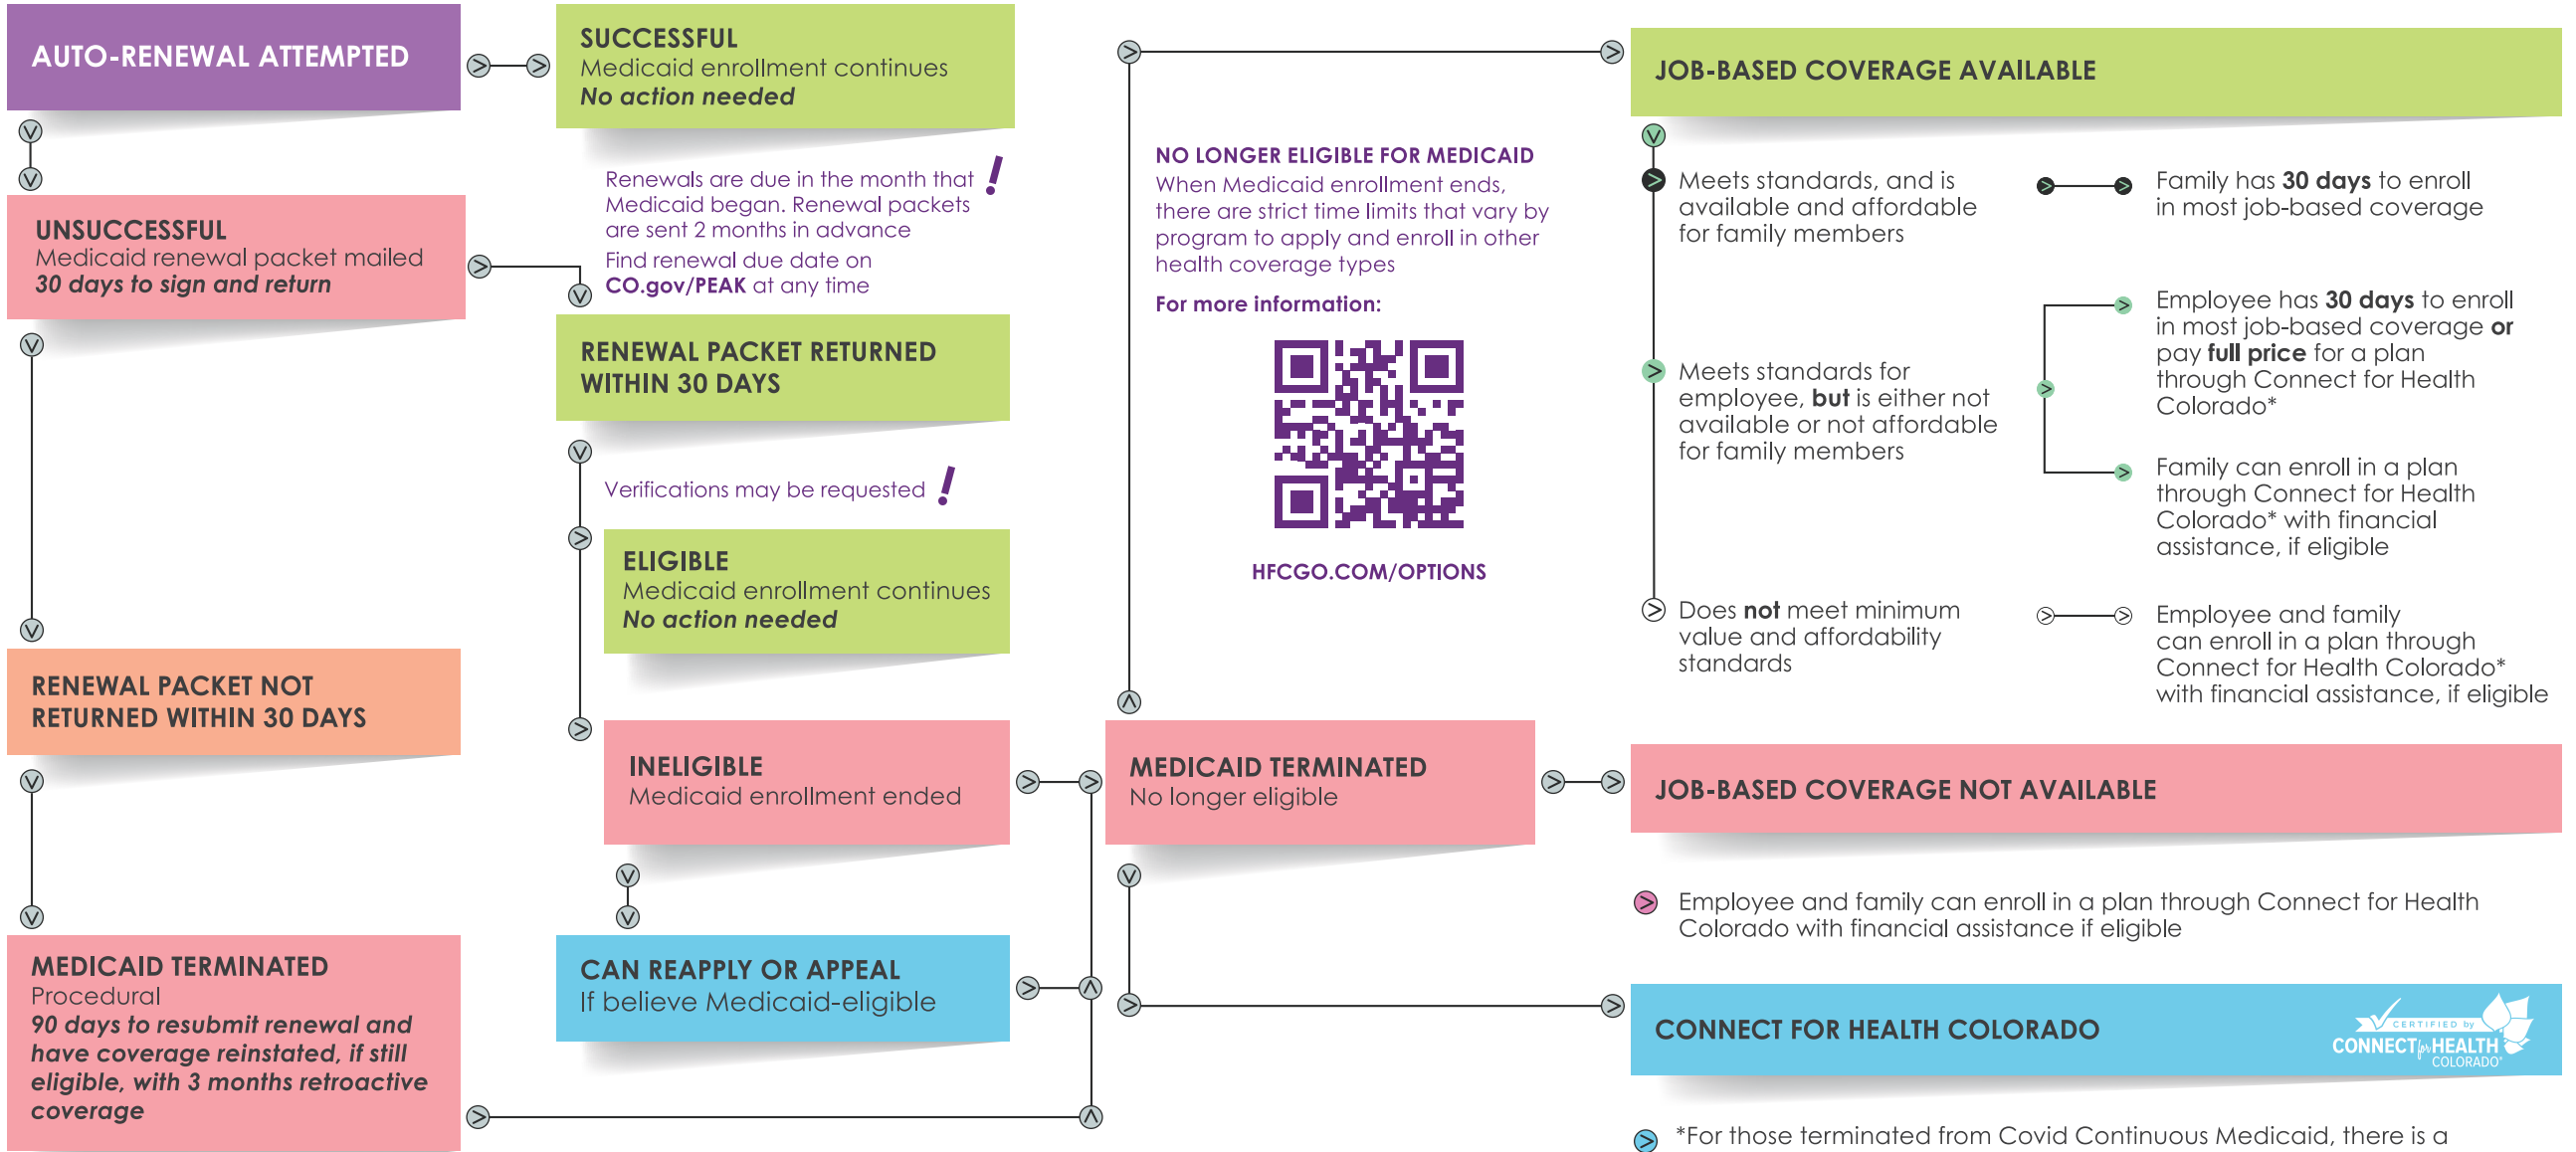 AUTO-RENEWAL ATTEMPTED
SUCCESSFUL
Medicaid enrollment continues
No action needed
Renewals are due in the month that
Medicaid began. Renewal packets
are sent 2 months in advance
Find renewal due date on
CO.gov/PEAK at any time
UNSUCCESSFUL
Medicaid renewal packet mailed
30 days to sign and return
RENEWAL PACKET RETURNED
WITHIN 30 DAYS
Verifications may be requested
ELIGIBLE
Medicaid enrollment continues
No action needed
RENEWAL PACKET NOT
RETURNED WITHIN 30 DAYS
INELIGIBLE
Medicaid enrollment ended
MEDICAID TERMINATED
Procedural
90 days to resubmit renewal and
have coverage reinstated, if still
eligible, with 3 months retroactive
coverage
CAN REAPPLY OR APPEAL
If believe Medicaid-eligible
NO LONGER ELIGIBLE FOR MEDICAID
When Medicaid enrollment ends,
there are strict time limits that vary by
program to apply and enroll in other
health coverage types
For more information:
HFCGO.COM/OPTIONS
MEDICAID TERMINATED
No longer eligible
JOB-BASED COVERAGE AVAILABLE
Meets standards, and is
available and affordable
for family members
Family has 30 days to enroll
in most job-based coverage
Meets standards for
employee, but is either not
available or not affordable
for family members
Employee has 30 days to enroll
in most job-based coverage or
pay full price for a plan
through Connect for Health
Colorado*
Family can enroll in a plan
through Connect for Health
Colorado* with financial
assistance, if eligible
Does not meet minimum
value and affordability
standards
Employee and family
can enroll in a plan through
Connect for Health Colorado*
with financial assistance, if eligible
JOB-BASED COVERAGE NOT AVAILABLE
Employee and family can enroll in a plan through Connect for Health
Colorado with financial assistance if eligible
CONNECT FOR HEALTH COLORADO
CERTIFIED by
CONNECT for HEALTH
COLORADO®
*For those terminated from Covid Continuous Medicaid, there is a